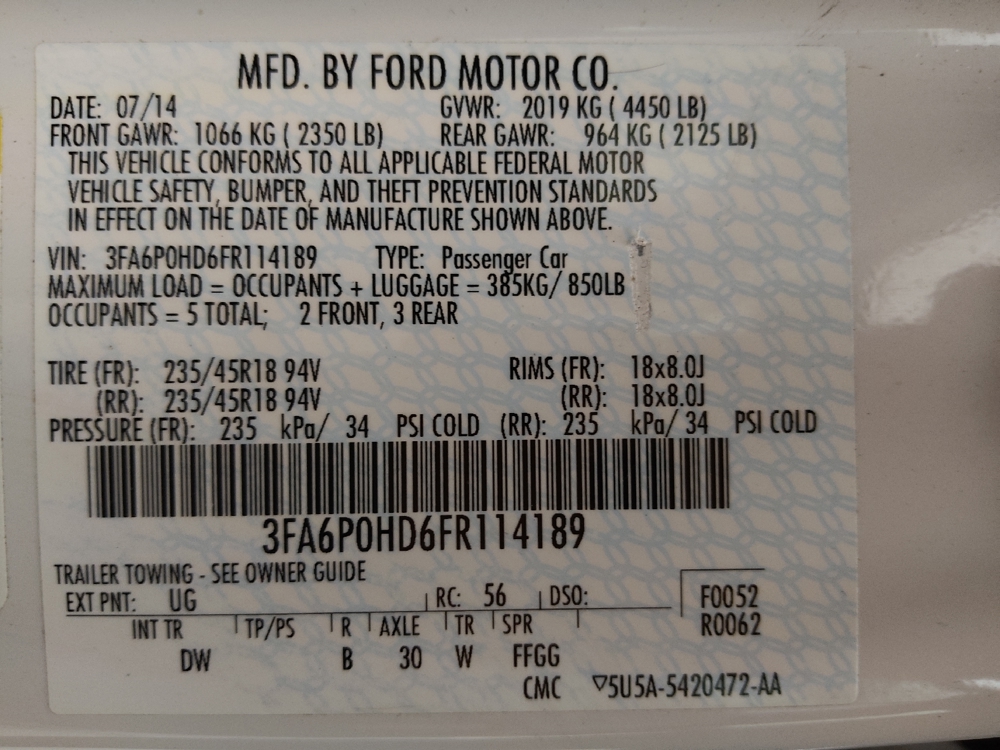 MFD. BY FORD MOTOR CO.
DATE: 07/14 GVWR: 2019 KG ( 4450 LB)
FRONT GAWR: 1066 KG ( 2350 LB) REAR GAWR: 964 KG ( 2125 LB)
THIS VEHICLE CONFORMS TO ALL APPLICABLE FEDERAL MOTOR
VEHICLE SAFETY, BUMPER, AND THEFT PREVENTION STANDARDS
IN EFFECT ON THE DATE OF MANUFACTURE SHOWN ABOVE.
VIN: 3FA6P0HD6FR114189 TYPE: Passenger Car
MAXIMUM LOAD = OCCUPANTS + LUGGAGE = 385KG/ 850LB
OCCUPANTS = 5 TOTAL; 2 FRONT, 3 REAR
TIRE (FR): 235/45R18 94V RIMS (FR): 18x8.0J
(RR): 235/45R18 94V (RR): 18x8.0J
PRESSURE (FR): 235 kPa/ 34 PSI COLD (RR): 235 kPa/ 34 PSI COLD
3FA6P0HD6FR114189
TRAILER TOWING - SEE OWNER GUIDE
EXT PNT: UG RC: 56 DSO: F0052
INT TR TP/PS R AXLE TR SPR R0062
DW B 30 W FFGG
CMC ▽5U5A-5420472-AA